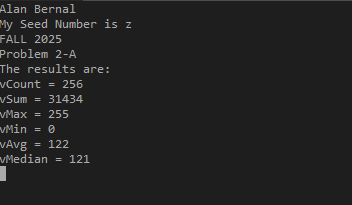 Alan Bernal
My Seed Number is z
FALL 2025
Problem 2-A
The results are:
vCount = 256
vSum = 31434
vMax = 255
vMin = 0
vAvg = 122
vMedian = 121